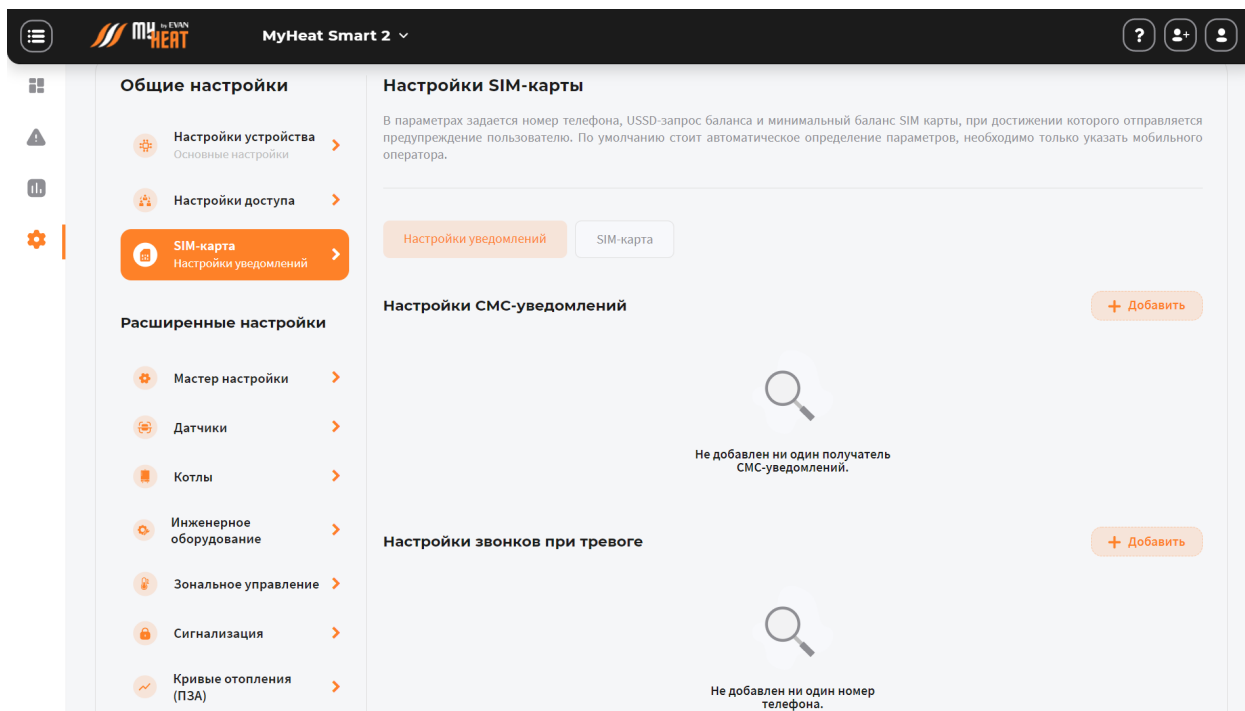 MY by EVAN
HEAT
MyHeat Smart 2
?
Общие настройки
Настройки устройства
Основные настройки
Настройки доступа
SIM-карта
Настройки уведомлений
Расширенные настройки
Мастер настройки
Датчики
Котлы
Инженерное
оборудование
Зональное управление
Сигнализация
Кривые отопления
(ПЗА)
Настройки SIM-карты
В параметрах задается номер телефона, USSD-запрос баланса и минимальный баланс SIM карты, при достижении которого отправляется
предупреждение пользователю. По умолчанию стоит автоматическое определение параметров, необходимо только указать мобильного
оператора.
Настройки уведомлений
SIM-карта
Настройки СМС-уведомлений
+ Добавить
Не добавлен ни один получатель
СМС-уведомлений.
Настройки звонков при тревоге
+ Добавить
Не добавлен ни один номер
телефона.